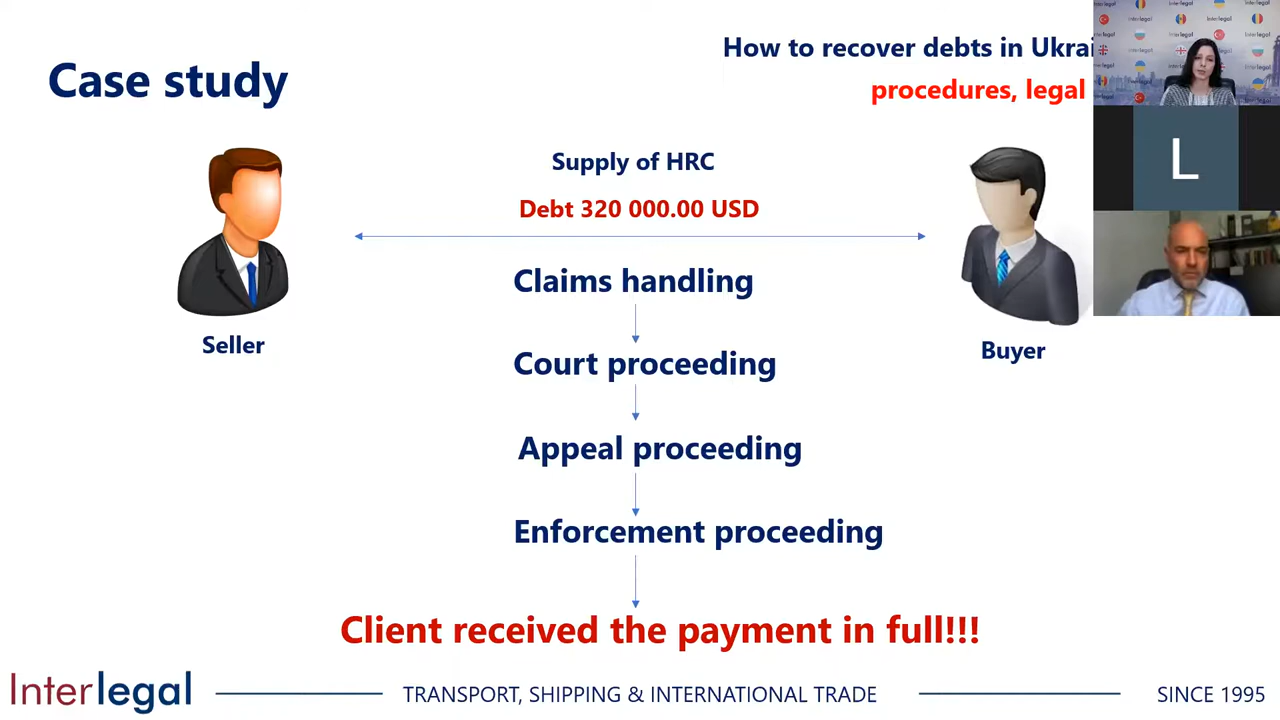 Case study
How to recover debts in Ukrai
procedures, legal
Supply of HRC
Debt 320 000.00 USD
Claims handling
Court proceeding
Appeal proceeding
Enforcement proceeding
Client received the payment in full!!!
Seller
Buyer
L
Interlegal
TRANSPORT, SHIPPING & INTERNATIONAL TRADE
SINCE 1995